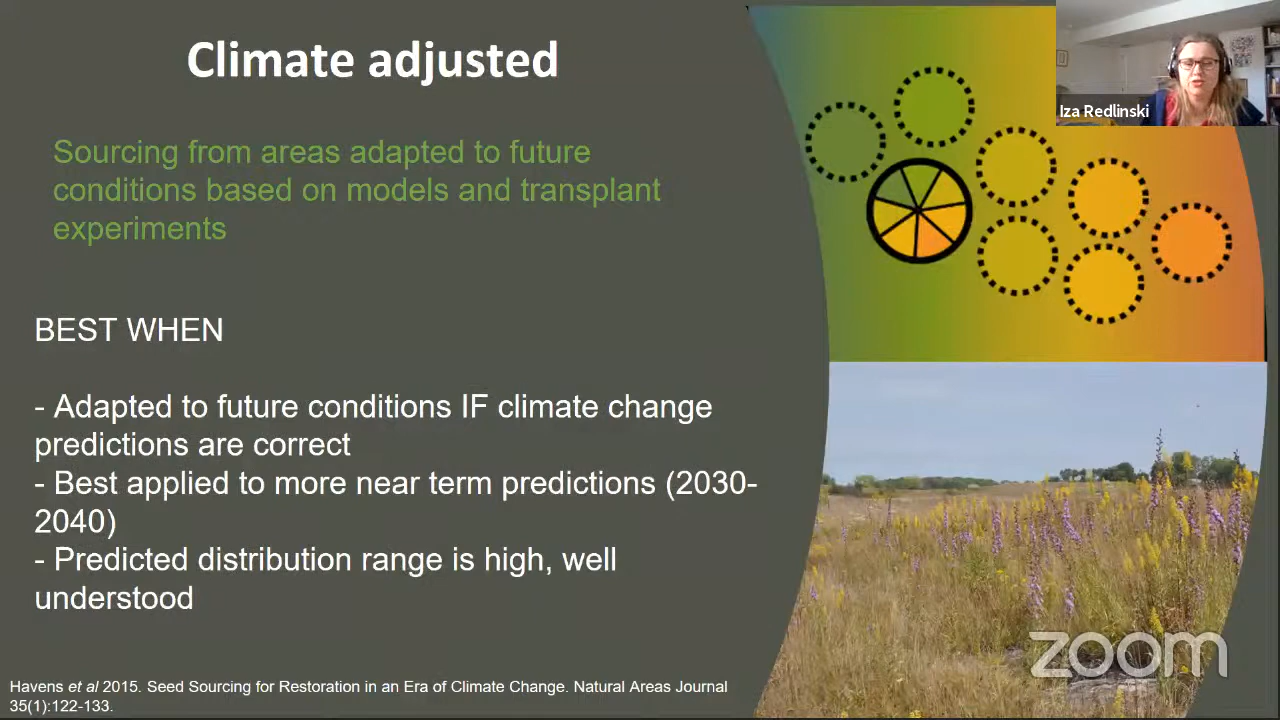 Climate adjusted
Iza Redlinski
Sourcing from areas adapted to future
conditions based on models and transplant
experiments
BEST WHEN
- Adapted to future conditions IF climate change
predictions are correct
- Best applied to more near term predictions (2030-
2040)
- Predicted distribution range is high, well
understood
zoom
Havens et al 2015. Seed Sourcing for Restoration in an Era of Climate Change. Natural Areas Journal
35(1):122-133.